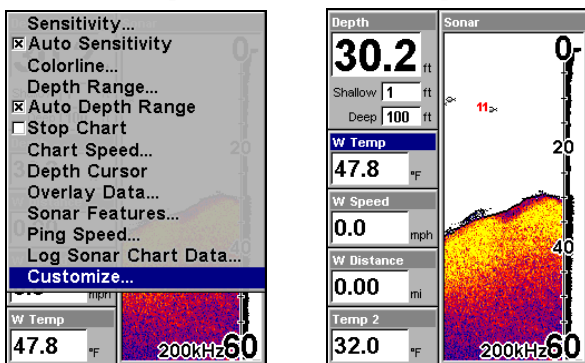 Sensitivity...
Auto Sensitivity
Colorline...
Depth Range...
Auto Depth Range
Stop Chart
Chart Speed...
Depth Cursor
Overlay Data...
Sonar Features...
Ping Speed...
Log Sonar Chart Data...
Customize...
mph
W Temp
47.8 °F
0
20
40
60
200kHz
Depth
30.2 ft
Shallow 1 ft
Deep 100 ft
W Temp
47.8 °F
W Speed
0.0 mph
W Distance
0.00 mi
Temp 2
32.0 °F
Sonar
0
11
20
40
200kHz 60